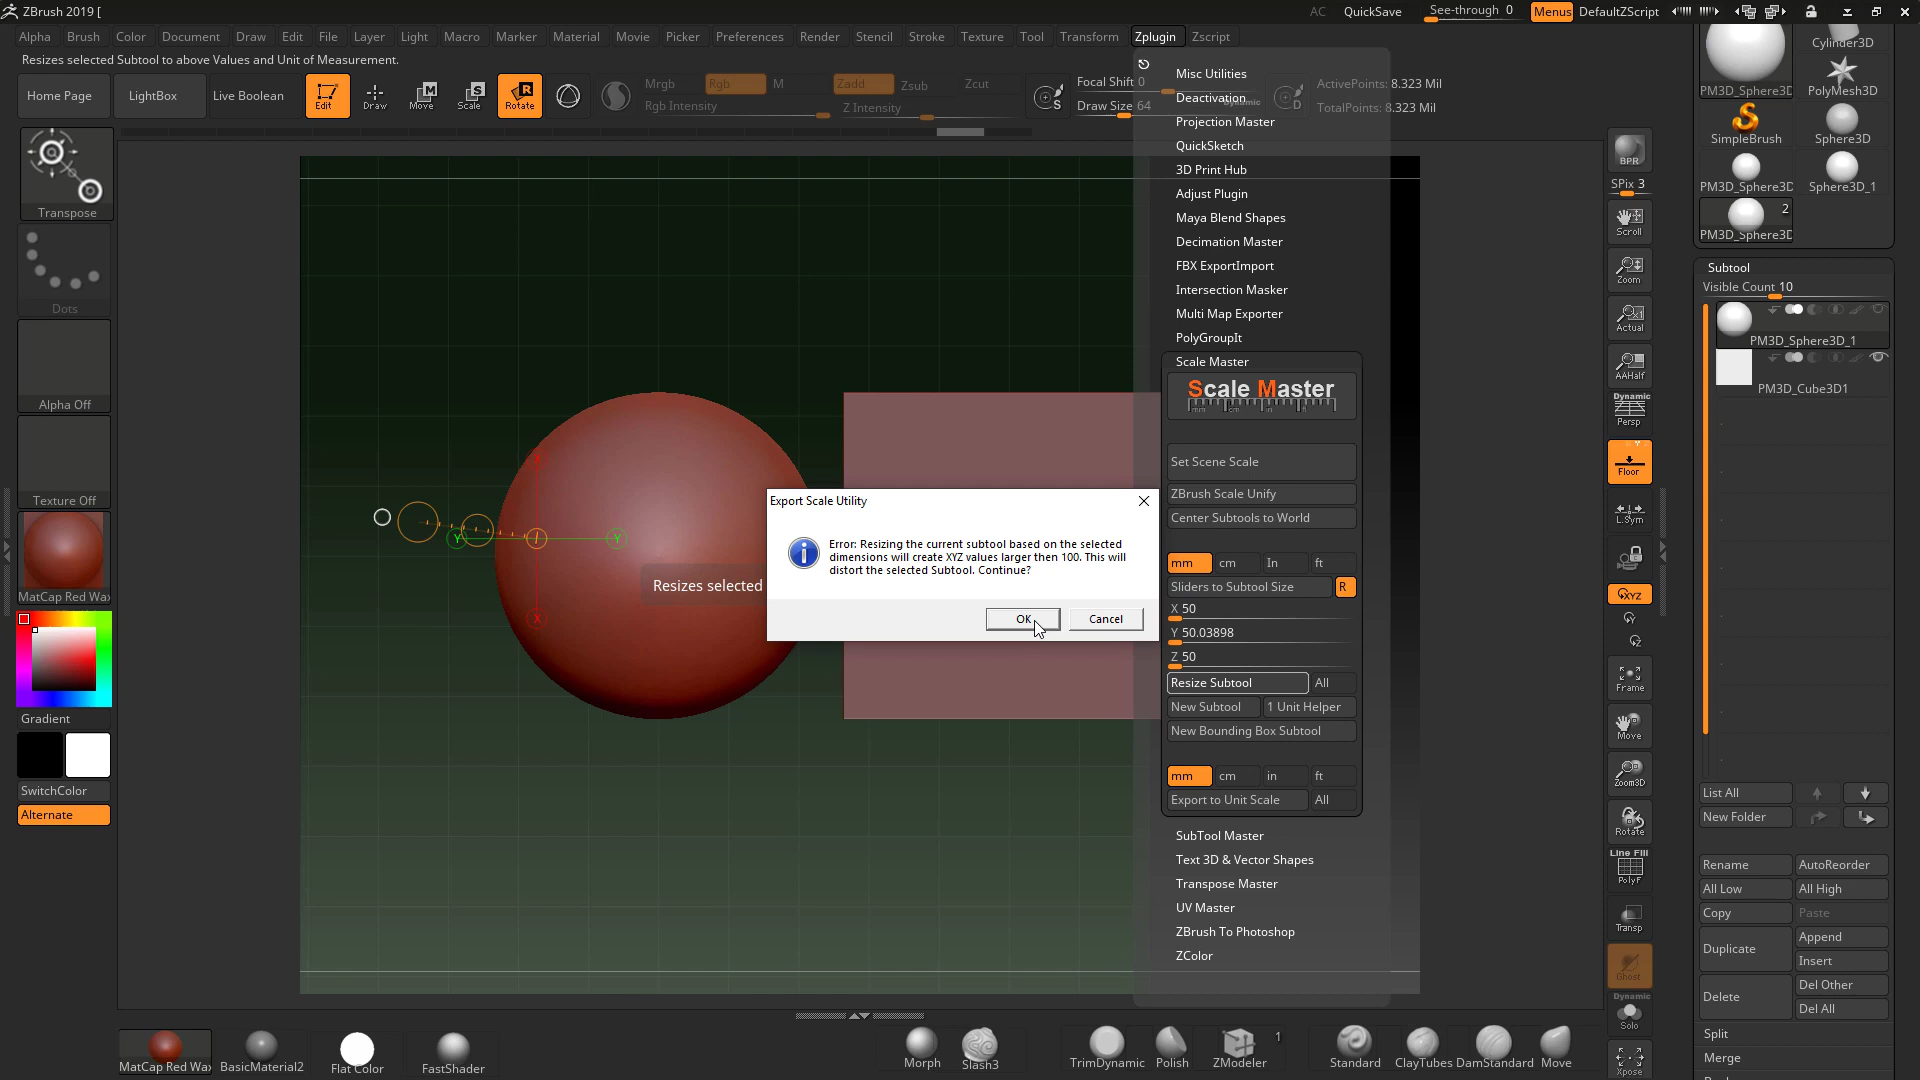 ZBrush 2019 [
AC
QuickSave
See-through 0
Menus
DefaultZScript
Alpha
Brush
Color
Document
Draw
Edit
File
Layer
Light
Macro
Marker
Material
Movie
Picker
Preferences
Render
Stencil
Stroke
Texture
Tool
Transform
Zplugin
Zscript
Resizes selected Subtool to above Values and Unit of Measurement.
Home Page
LightBox
Live Boolean
Edit
Draw
Move
Scale
Rotate
Mrgb
Rgb
M
Rgb Intensity
Zadd
Zsub
Zcut
Z Intensity
Focal Shift 0
Draw Size 64
Dynamic
ActivePoints: 8.323 Mil
TotalPoints: 8.323 Mil
Transpose
Dots
Alpha Off
Texture Off
MatCap Red Wax
Gradient
SwitchColor
Alternate
Misc Utilities
Deactivation
Projection Master
QuickSketch
3D Print Hub
Adjust Plugin
Maya Blend Shapes
Decimation Master
FBX ExportImport
Intersection Masker
Multi Map Exporter
PolyGroupIt
Scale Master
Scale Master
mm cm in ft
Set Scene Scale
ZBrush Scale Unify
Center Subtools to World
mm cm In ft
Sliders to Subtool Size R
X 50
Y 50.03898
Z 50
Resize Subtool All
New Subtool 1 Unit Helper
New Bounding Box Subtool
mm cm in ft
Export to Unit Scale All
SubTool Master
Text 3D & Vector Shapes
Transpose Master
UV Master
ZBrush To Photoshop
ZColor
Export Scale Utility
Error: Resizing the current subtool based on the selected
dimensions will create XYZ values larger then 100. This will
distort the selected Subtool. Continue?
OK
Cancel
Resizes selected
X
Y
Y
X
BPR
SPix 3
Scroll
Zoom
Actual
AAHalf
Dynamic
Persp
Floor
L.Sym
XYZ
Frame
Move
Zoom3D
Rotate
Line Fill
PolyF
Transp
Ghost
Dynamic
Solo
Xpose
Cylinder3D
PM3D_Sphere3D
PolyMesh3D
SimpleBrush
Sphere3D
PM3D_Sphere3D
Sphere3D_1
2
PM3D_Sphere3D
Subtool
Visible Count 10
PM3D_Sphere3D_1
PM3D_Cube3D1
List All
New Folder
Rename
AutoReorder
All Low
All High
Copy
Paste
Duplicate
Append
Insert
Delete
Del Other
Del All
Split
Merge
MatCap Red Wax
BasicMaterial2
Flat Color
FastShader
Morph
Slash3
TrimDynamic
Polish
ZModeler
1
Standard
ClayTubes
DamStandard
Move